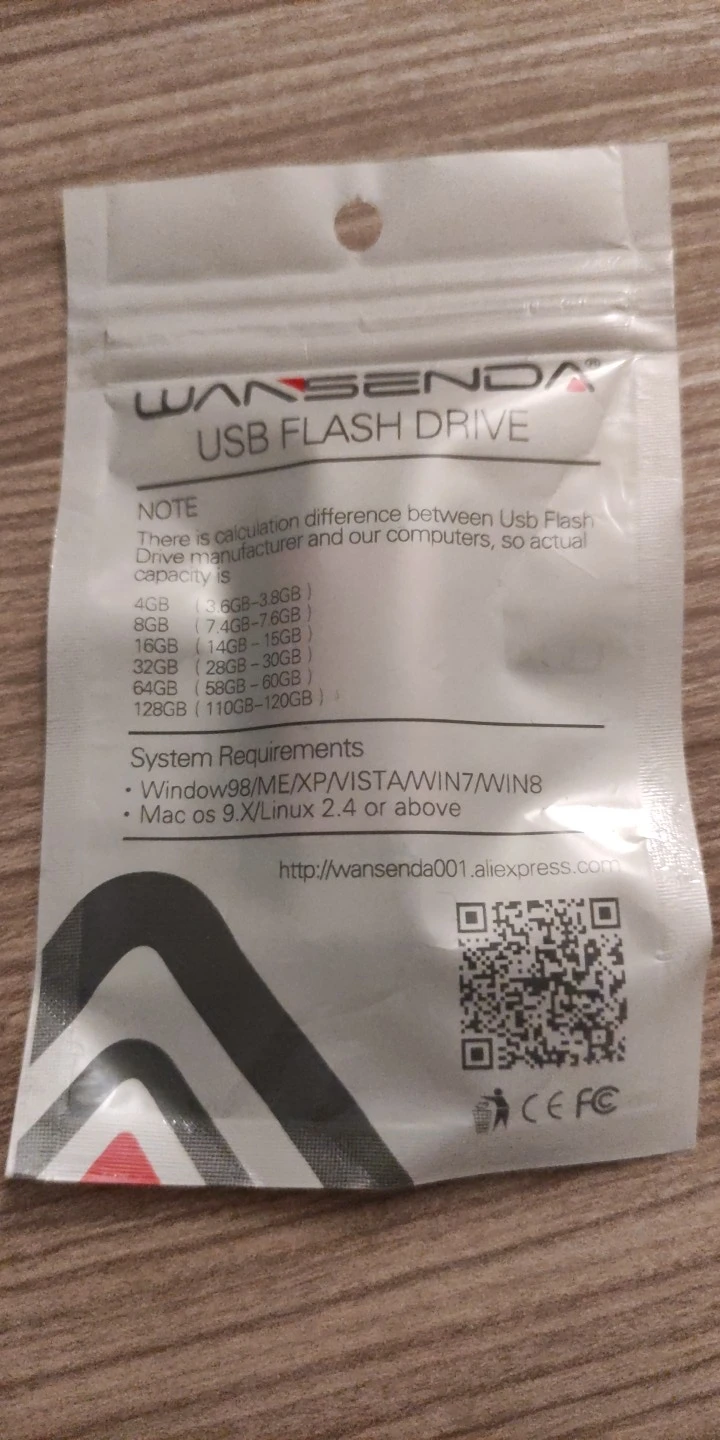 WANSENDA®
USB FLASH DRIVE
NOTE
There is calculation difference between Usb Flash
Drive manufacturer and our computers, so actual
capacity is
4GB ( 3.6GB-3.8GB )
8GB ( 7.4GB-7.6GB )
16GB ( 14GB - 15GB )
32GB ( 28GB - 30GB )
64GB ( 58GB - 60GB )
128GB ( 110GB-120GB )
System Requirements
• Window98/ME/XP/VISTA/WIN7/WIN8
• Mac os 9.X/Linux 2.4 or above
http://wansenda001.aliexpress.com
CE FC